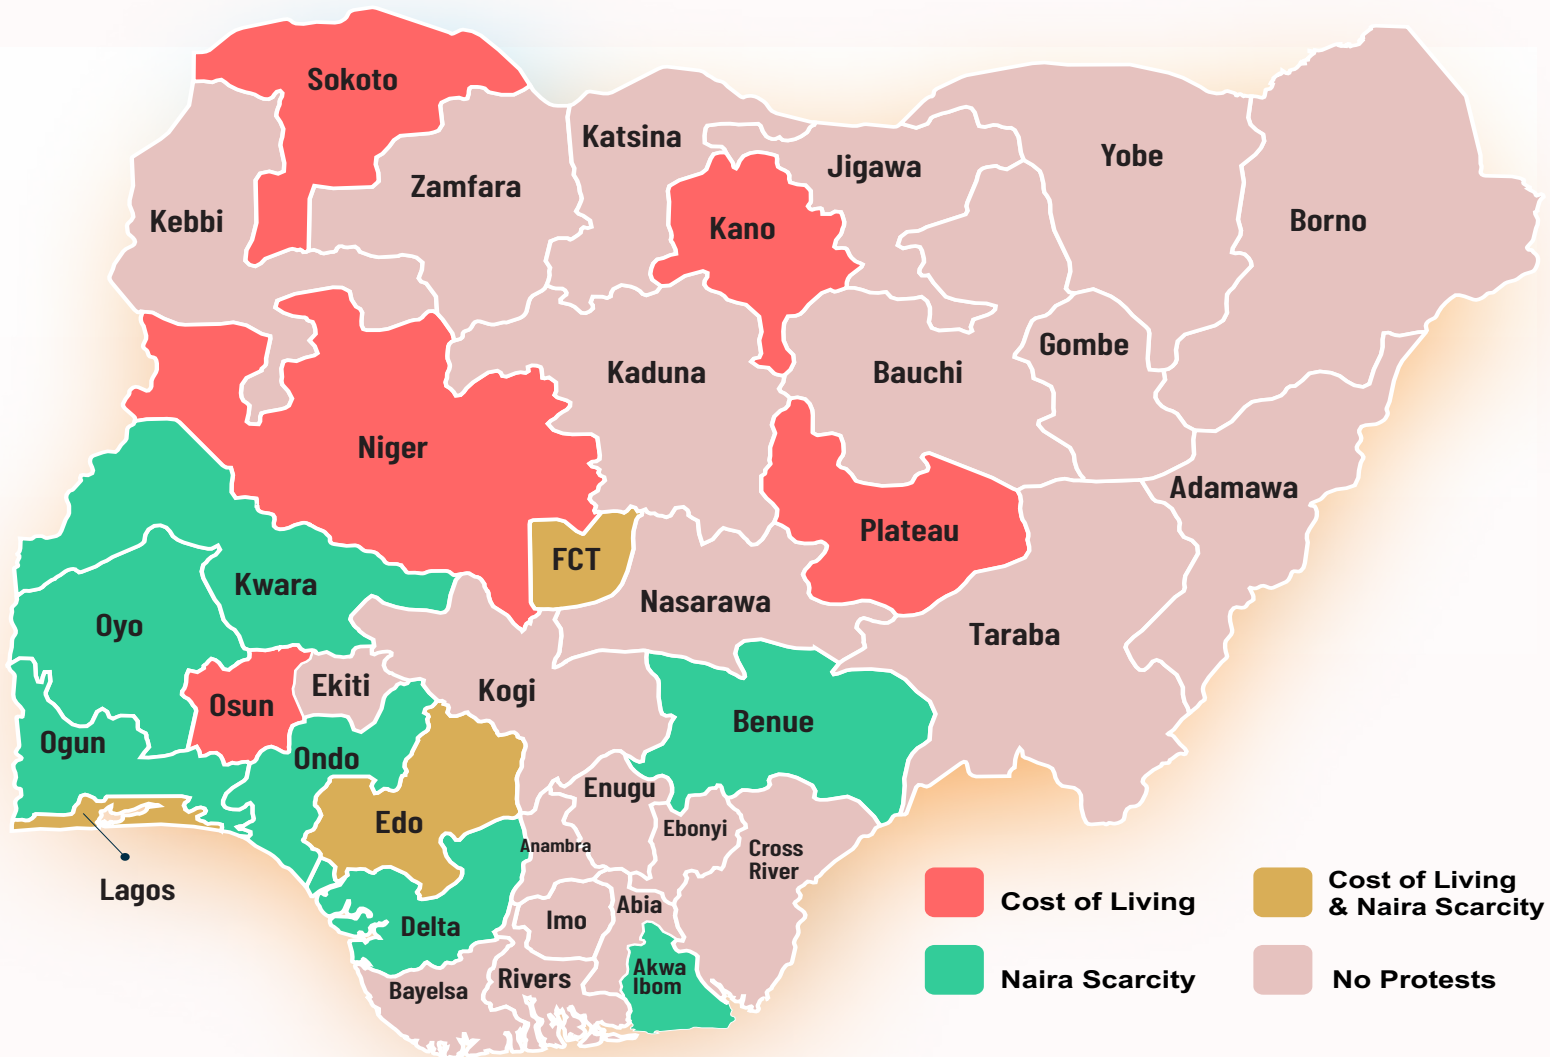 Sokoto
Katsina
Jigawa
Yobe
Zamfara
Kebbi
Kano
Borno
Gombe
Kaduna
Bauchi
Niger
Adamawa
Plateau
FCT
Kwara
Nasarawa
Oyo
Taraba
Ekiti
Kogi
Osun
Benue
Ogun
Ondo
Enugu
Edo
Ebonyi
Anambra
Cross
River
Lagos
Abia
Imo
Delta
Akwa
Ibom
Rivers
Bayelsa
Cost of Living
Cost of Living
& Naira Scarcity
Naira Scarcity
No Protests